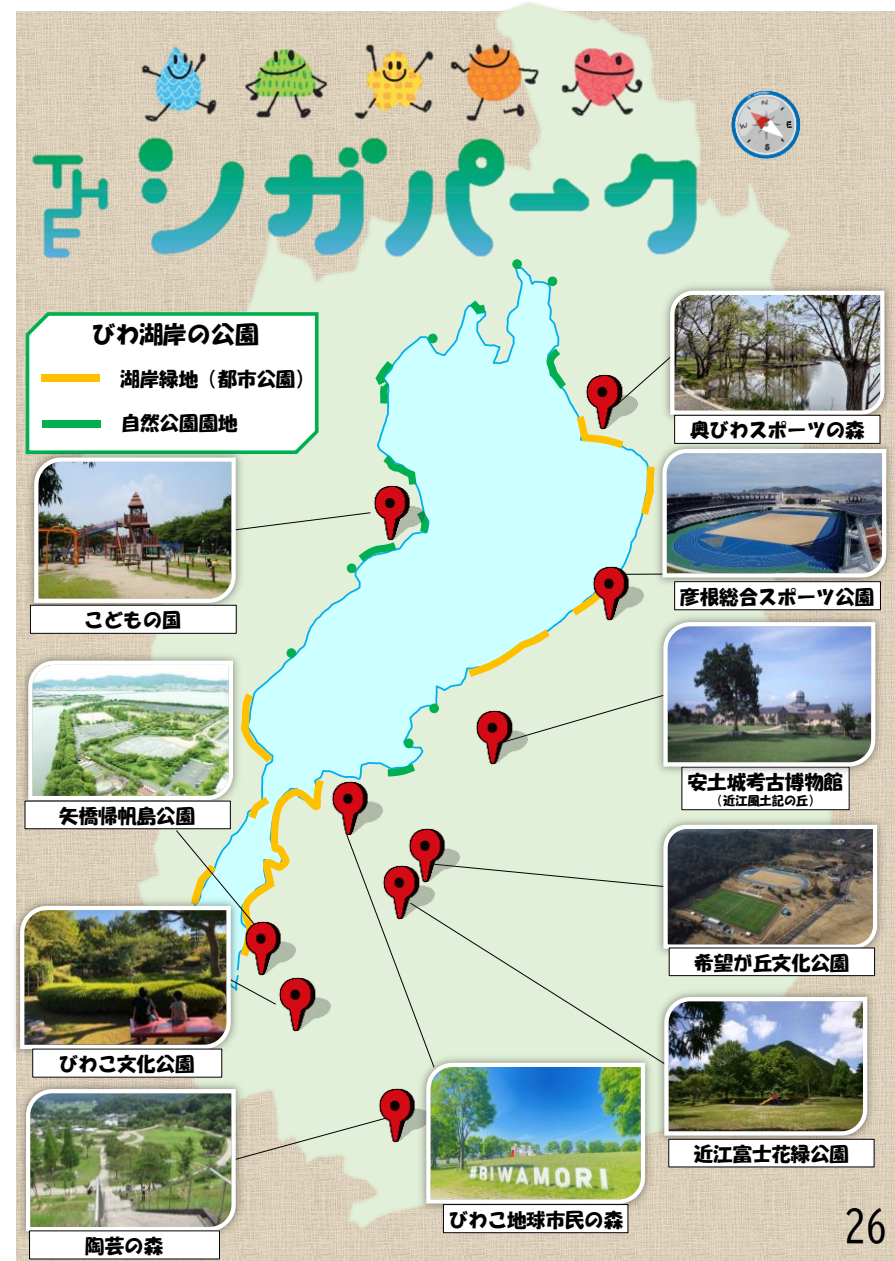 THE シガパーク
N
W E
S
びわ湖岸の公園
湖岸緑地（都市公園）
自然公園園地
奥びわスポーツの森
彦根総合スポーツ公園
こどもの国
安土城考古博物館
（近江風土記の丘）
矢橋帰帆島公園
希望が丘文化公園
びわこ文化公園
近江富士花緑公園
#BIWAMORI
びわこ地球市民の森
陶芸の森
26